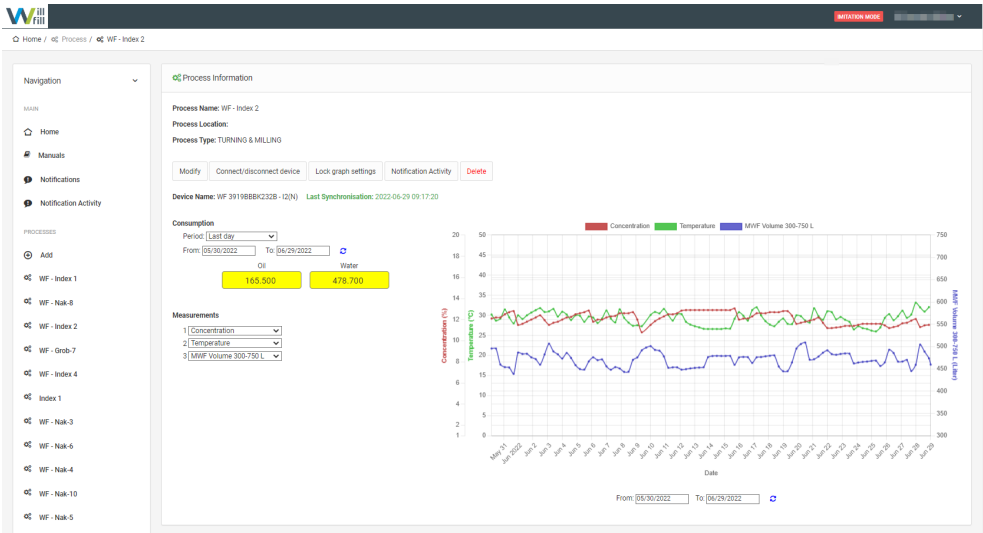 Will
fill
IMITATION MODE
Home / Process / WF - Index 2
Navigation
MAIN
Home
Manuals
Notifications
Notification Activity
PROCESSES
Add
WF - Index 1
WF - Nak-8
WF - Index 2
WF - Grob-7
WF - Index 4
Index 1
WF - Nak-3
WF - Nak-6
WF - Nak-4
WF - Nak-10
WF - Nak-5
Process Information
Process Name: WF - Index 2
Process Location:
Process Type: TURNING & MILLING
Modify Connect/disconnect device Lock graph settings Notification Activity Delete
Device Name: WF 3919BBBK232B - I2(N) Last Synchronisation: 2022-06-29 09:17:20
Consumption
Period: Last day
From: 05/30/2022 To: 06/29/2022
Oil Water
165.500 478.700
Measurements
1 Concentration
2 Temperature
3 MWF Volume 300-750 L
Concentration Temperature MWF Volume 300-750 L
Concentration (%)
20
18
16
14
12
10
8
6
4
2
1
Temperature (°C)
50
45
40
35
30
25
20
15
10
5
0
750
700
650
600
550
500
450
400
350
300
MWF Volume 300-750 L (Liter)
May 31 Jun 2022 Jun 2 Jun 3 Jun 4 Jun 5 Jun 6 Jun 7 Jun 8 Jun 9 Jun 10 Jun 11 Jun 12 Jun 13 Jun 14 Jun 15 Jun 16 Jun 17 Jun 18 Jun 19 Jun 20 Jun 21 Jun 22 Jun 23 Jun 24 Jun 25 Jun 26 Jun 27 Jun 28 Jun 29
Date
From: 05/30/2022 To: 06/29/2022